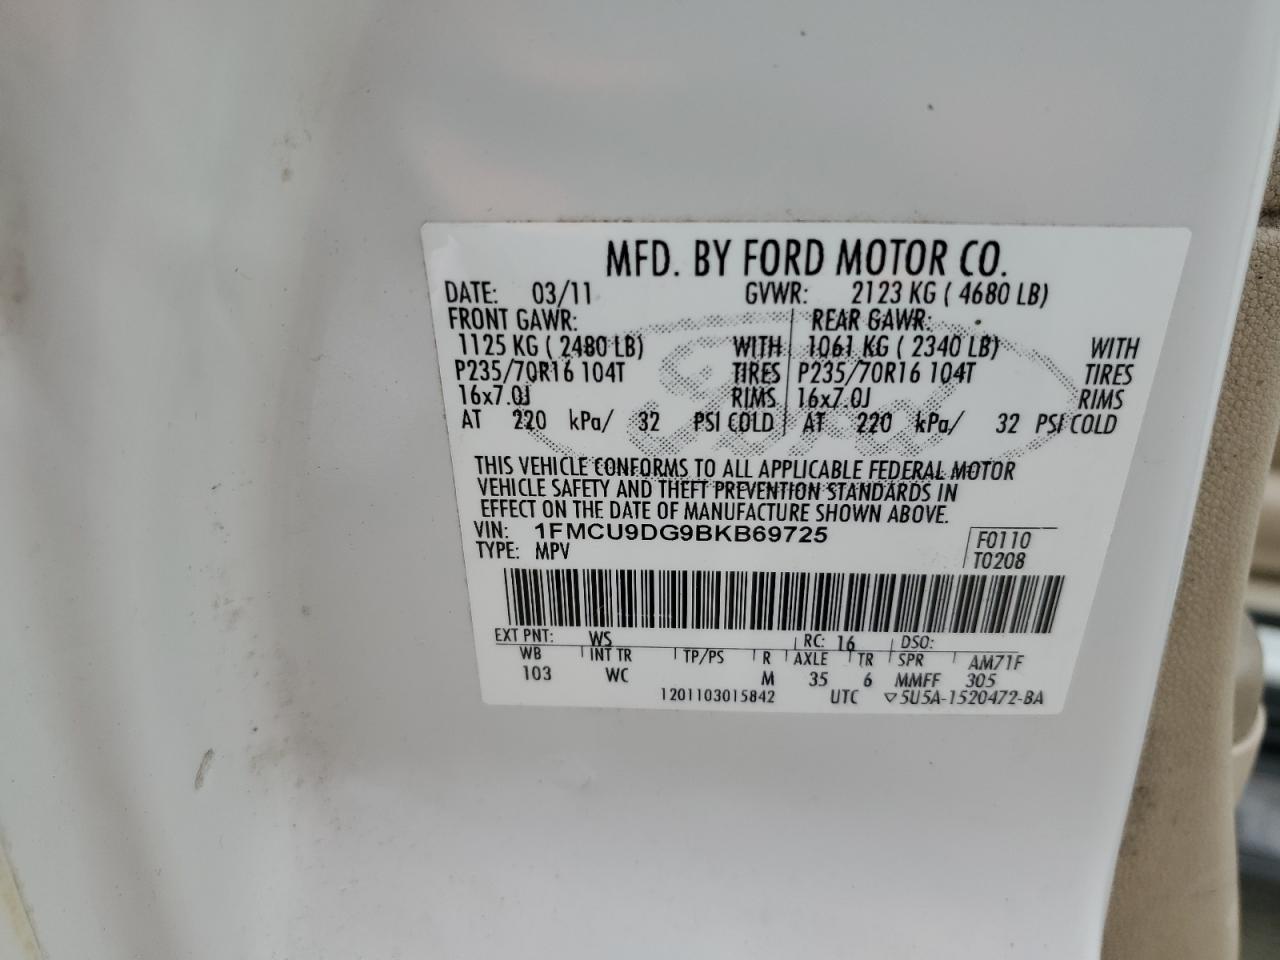 MFD. BY FORD MOTOR CO.
DATE: 03/11 GVWR: 2123 KG ( 4680 LB)
FRONT GAWR: REAR GAWR:
1125 KG ( 2480 LB) WITH 1061 KG ( 2340 LB) WITH
P235/70R16 104T TIRES P235/70R16 104T TIRES
16x7.0J RIMS 16x7.0J RIMS
AT 220 kPa/ 32 PSI COLD AT 220 kPa/ 32 PSI COLD
Ford
THIS VEHICLE CONFORMS TO ALL APPLICABLE FEDERAL MOTOR
VEHICLE SAFETY AND THEFT PREVENTION STANDARDS IN
EFFECT ON THE DATE OF MANUFACTURE SHOWN ABOVE.
VIN: 1FMCU9DG9BKB69725 F0110
TYPE: MPV T0208
EXT PNT: WS RC: 16 DSO:
WB INT TR TP/PS R AXLE TR SPR AM71F
103 WC M 35 6 MMFF 305
1201103015842 UTC ▽5U5A-1520472-BA